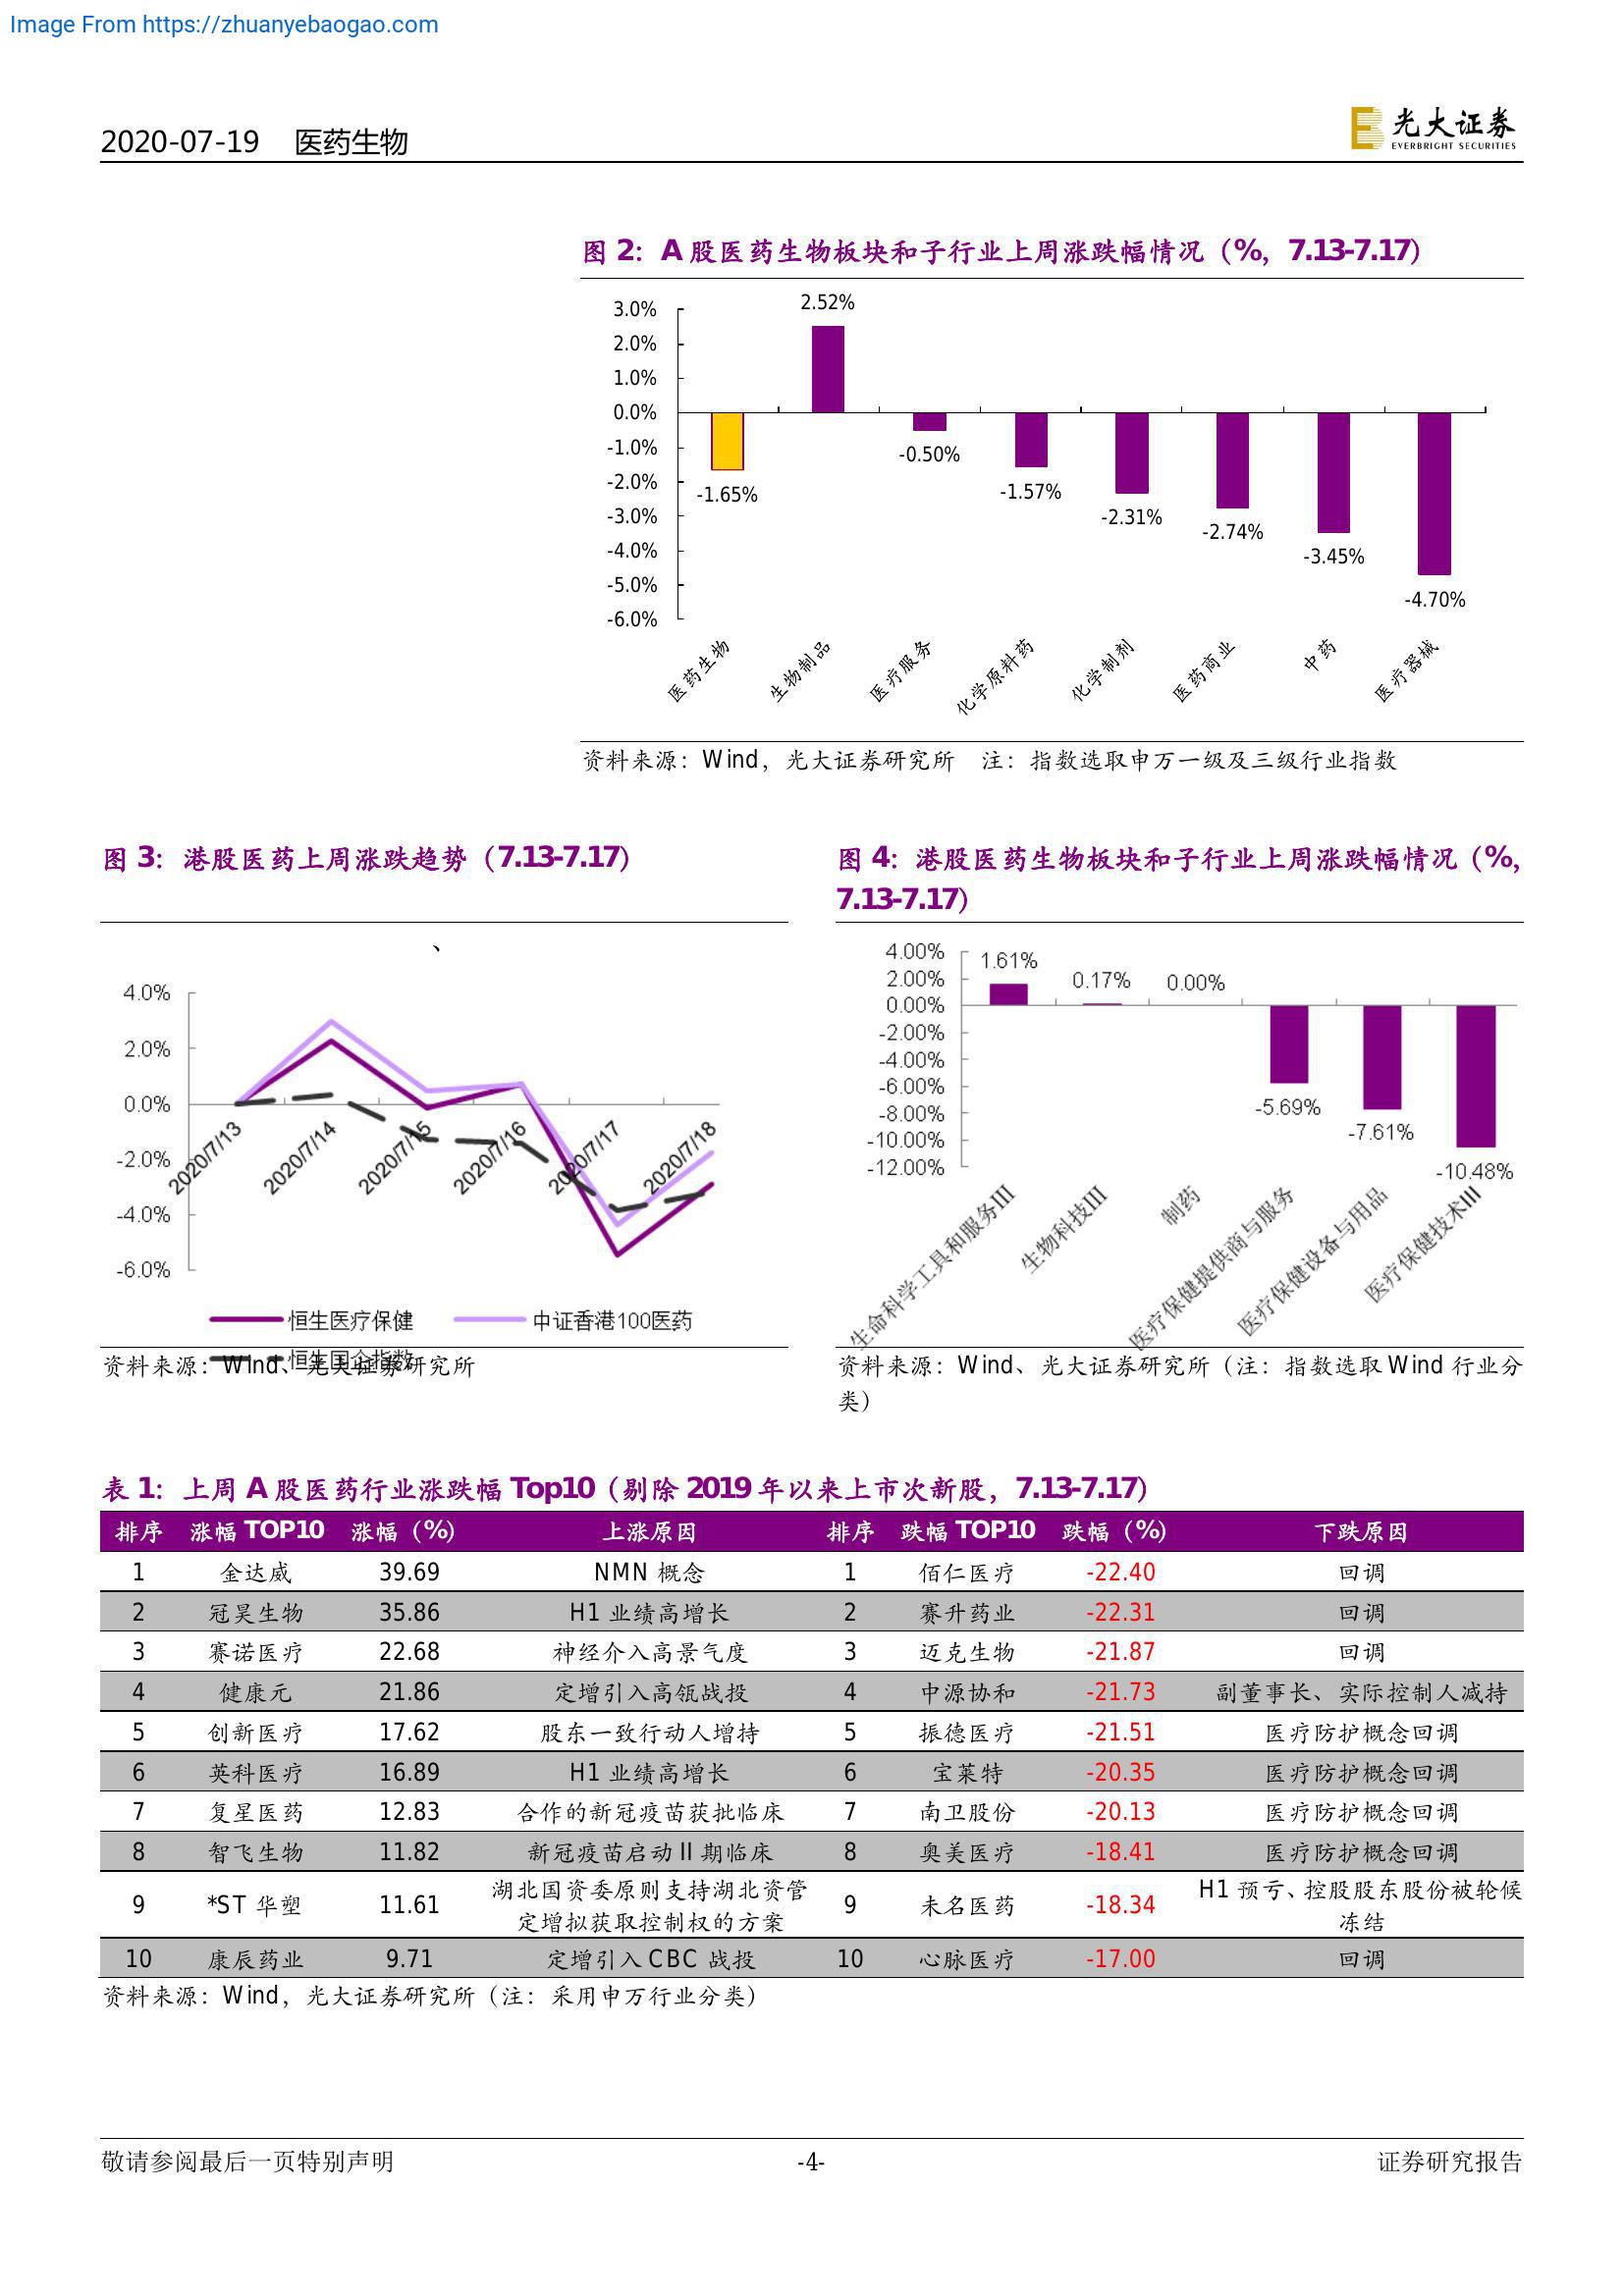 Image From https://zhuanyebaogao.com
2020-07-19 医药生物
光大证券
EVERBRIGHT SECURITIES
图 2：A 股医药生物板块和子行业上周涨跌幅情况（%，7.13-7.17）
3.0%
2.0%
1.0%
0.0%
-1.0%
-2.0%
-3.0%
-4.0%
-5.0%
-6.0%
-1.65%
2.52%
-0.50%
-1.57%
-2.31%
-2.74%
-3.45%
-4.70%
医药生物
生物制品
医疗服务
化学原料药
化学制剂
医药商业
中药
医疗器械
资料来源：Wind，光大证券研究所 注：指数选取申万一级及三级行业指数
图 3：港股医药上周涨跌趋势（7.13-7.17）
、
4.0%
2.0%
0.0%
-2.0%
-4.0%
-6.0%
2020/7/13
2020/7/14
2020/7/15
2020/7/16
2020/7/17
2020/7/18
恒生医疗保健
中证香港100医药
恒生国企指数
资料来源：Wind、光大证券研究所
图 4：港股医药生物板块和子行业上周涨跌幅情况（%，
7.13-7.17）
4.00%
2.00%
0.00%
-2.00%
-4.00%
-6.00%
-8.00%
-10.00%
-12.00%
1.61%
0.17%
0.00%
-5.69%
-7.61%
-10.48%
生命科学工具和服务III
生物科技III
制药
医疗保健提供商与服务
医疗保健设备与用品
医疗保健技术III
资料来源：Wind、光大证券研究所（注：指数选取 Wind 行业分
类）
表 1：上周 A 股医药行业涨跌幅 Top10（剔除 2019 年以来上市次新股，7.13-7.17）
排序 涨幅 TOP10 涨幅（%） 上涨原因 排序 跌幅 TOP10 跌幅（%） 下跌原因
1 金达威 39.69 NMN 概念 1 佰仁医疗 -22.40 回调
2 冠昊生物 35.86 H1 业绩高增长 2 赛升药业 -22.31 回调
3 赛诺医疗 22.68 神经介入高景气度 3 迈克生物 -21.87 回调
4 健康元 21.86 定增引入高瓴战投 4 中源协和 -21.73 副董事长、实际控制人减持
5 创新医疗 17.62 股东一致行动人增持 5 振德医疗 -21.51 医疗防护概念回调
6 英科医疗 16.89 H1 业绩高增长 6 宝莱特 -20.35 医疗防护概念回调
7 复星医药 12.83 合作的新冠疫苗获批临床 7 南卫股份 -20.13 医疗防护概念回调
8 智飞生物 11.82 新冠疫苗启动 II 期临床 8 奥美医疗 -18.41 医疗防护概念回调
9 *ST 华塑 11.61 湖北国资委原则支持湖北资管 9 未名医药 -18.34 H1 预亏、控股股东股份被轮候
定增拟获取控制权的方案 冻结
10 康辰药业 9.71 定增引入 CBC 战投 10 心脉医疗 -17.00 回调
资料来源：Wind，光大证券研究所（注：采用申万行业分类）
敬请参阅最后一页特别声明 -4- 证券研究报告